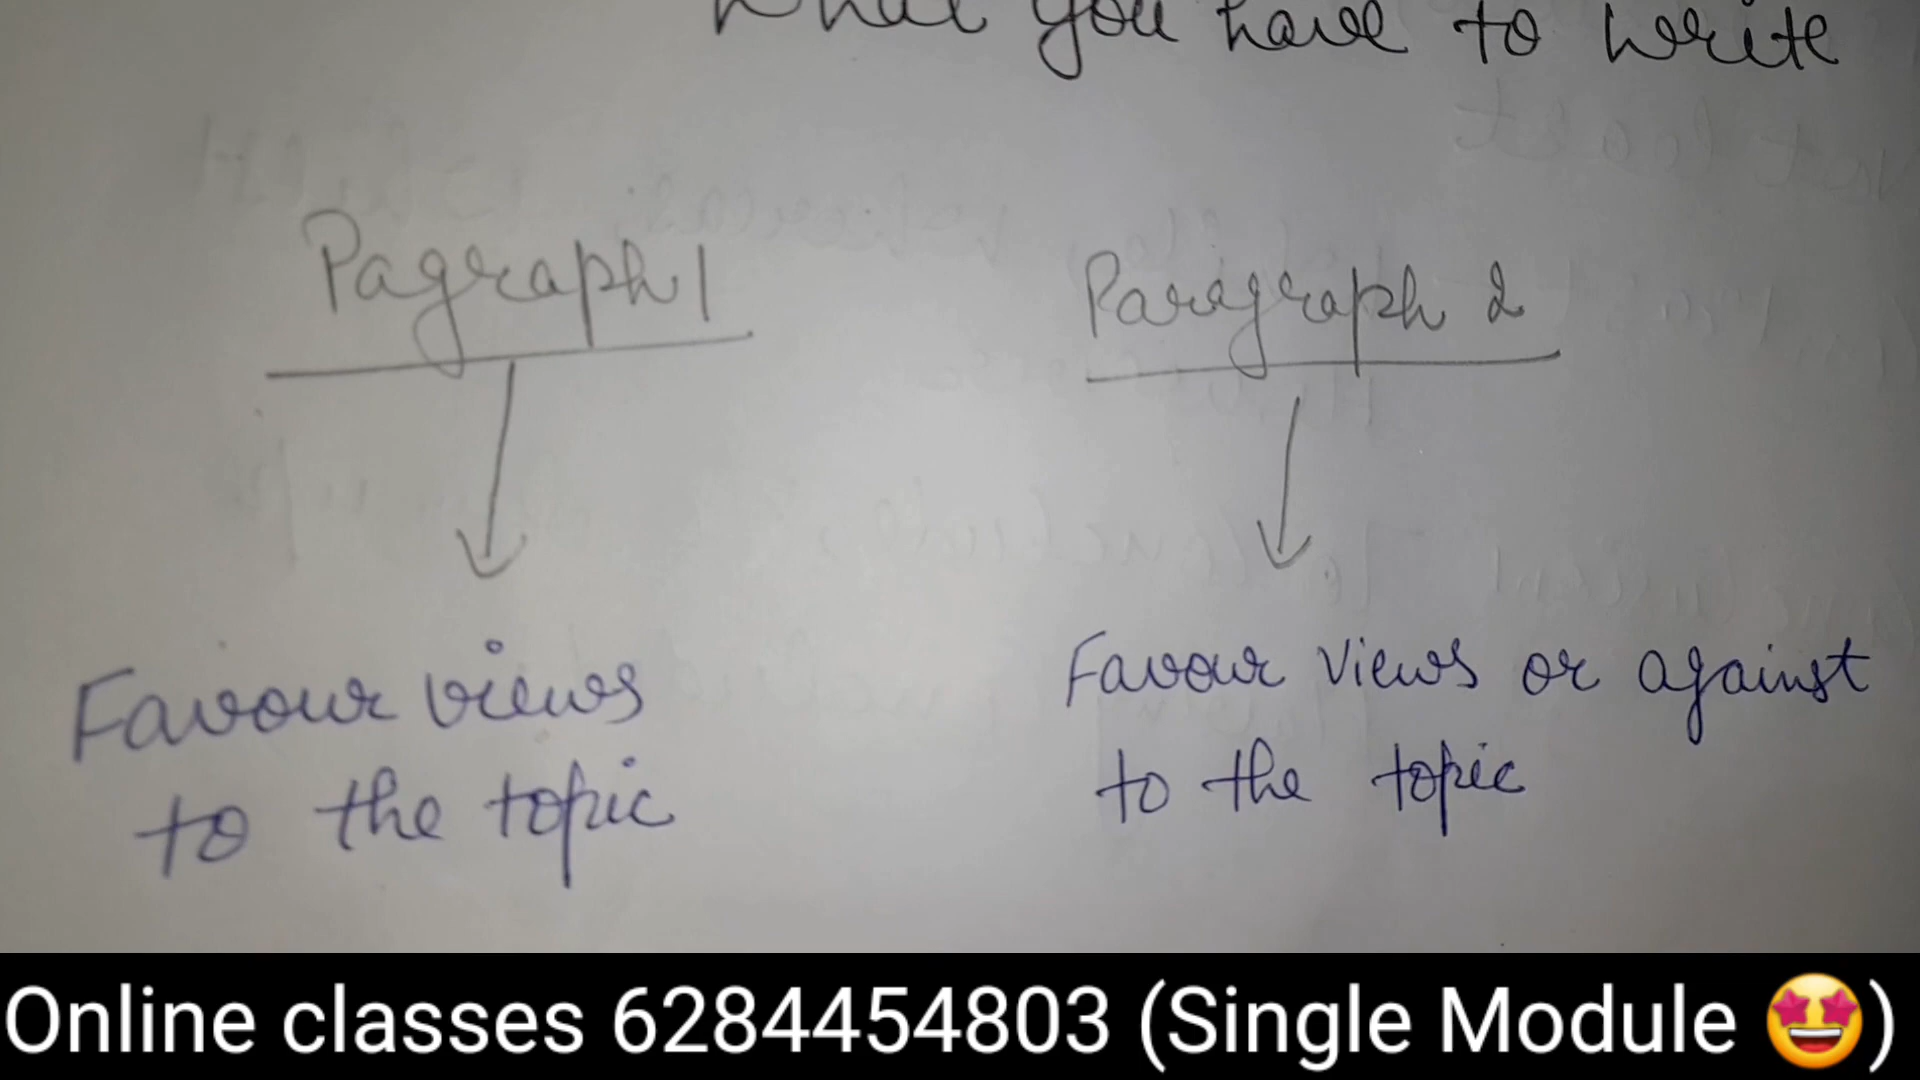 What you have to write
Pagraph 1
Paragraph 2
Favour views
to the topic
Favour views or against
to the topic
Online classes 6284454803 (Single Module 🤩)